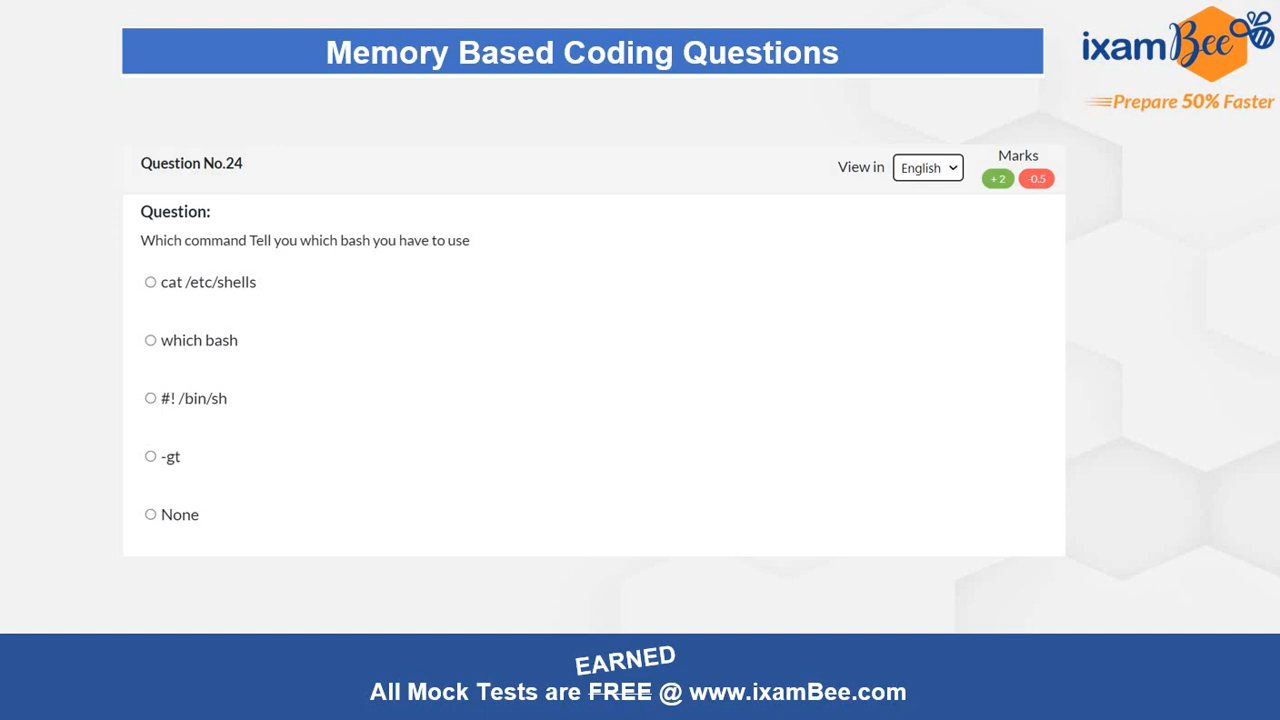 Memory Based Coding Questions
ixamBee
Prepare 50% Faster
Question No.24
View in English
Marks
+ 2 -0.5
Question:
Which command Tell you which bash you have to use
cat /etc/shells
which bash
#! /bin/sh
-gt
None
EARNED
All Mock Tests are FREE @ www.ixamBee.com